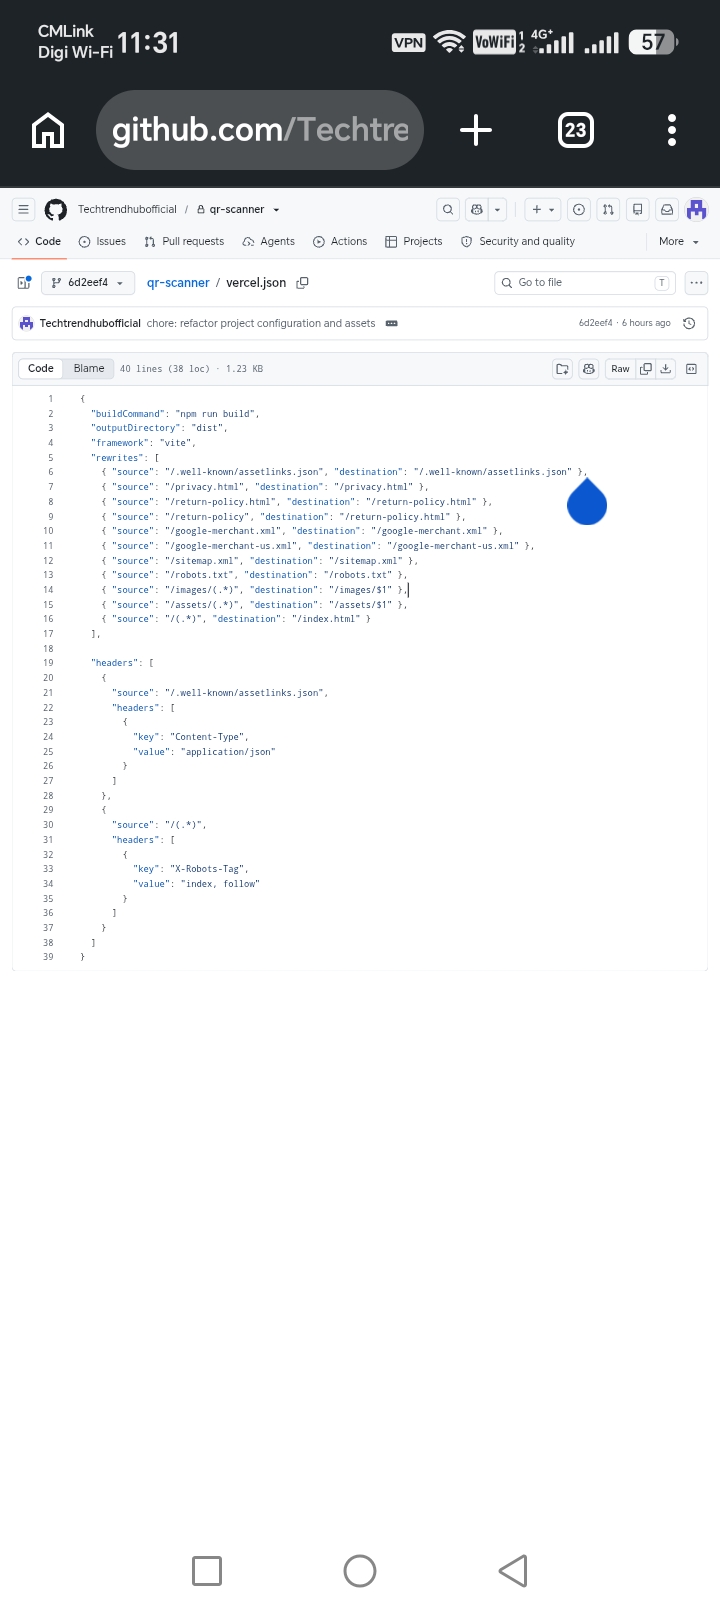 CMLink
Digi Wi-Fi 11:31 VPN VoWiFi 1 2 4G+ 57
github.com/Techtre 23
Techtrendhubofficial / qr-scanner
Code Issues Pull requests Agents Actions Projects Security and quality More
6d2eef4 qr-scanner / vercel.json Go to file T
Techtrendhubofficial chore: refactor project configuration and assets 6d2eef4 · 6 hours ago
Code Blame 40 lines (38 loc) · 1.23 KB Raw
1 {
2 "buildCommand": "npm run build",
3 "outputDirectory": "dist",
4 "framework": "vite",
5 "rewrites": [
6 { "source": "/.well-known/assetlinks.json", "destination": "/.well-known/assetlinks.json" },
7 { "source": "/privacy.html", "destination": "/privacy.html" },
8 { "source": "/return-policy.html", "destination": "/return-policy.html" },
9 { "source": "/return-policy", "destination": "/return-policy.html" },
10 { "source": "/google-merchant.xml", "destination": "/google-merchant.xml" },
11 { "source": "/google-merchant-us.xml", "destination": "/google-merchant-us.xml" },
12 { "source": "/sitemap.xml", "destination": "/sitemap.xml" },
13 { "source": "/robots.txt", "destination": "/robots.txt" },
14 { "source": "/images/(.*)", "destination": "/images/$1" },
15 { "source": "/assets/(.*)", "destination": "/assets/$1" },
16 { "source": "/(.*)", "destination": "/index.html" }
17 ],
18
19 "headers": [
20 {
21 "source": "/.well-known/assetlinks.json",
22 "headers": [
23 {
24 "key": "Content-Type",
25 "value": "application/json"
26 }
27 ]
28 },
29 {
30 "source": "/(.*)",
31 "headers": [
32 {
33 "key": "X-Robots-Tag",
34 "value": "index, follow"
35 }
36 ]
37 }
38 ]
39 }